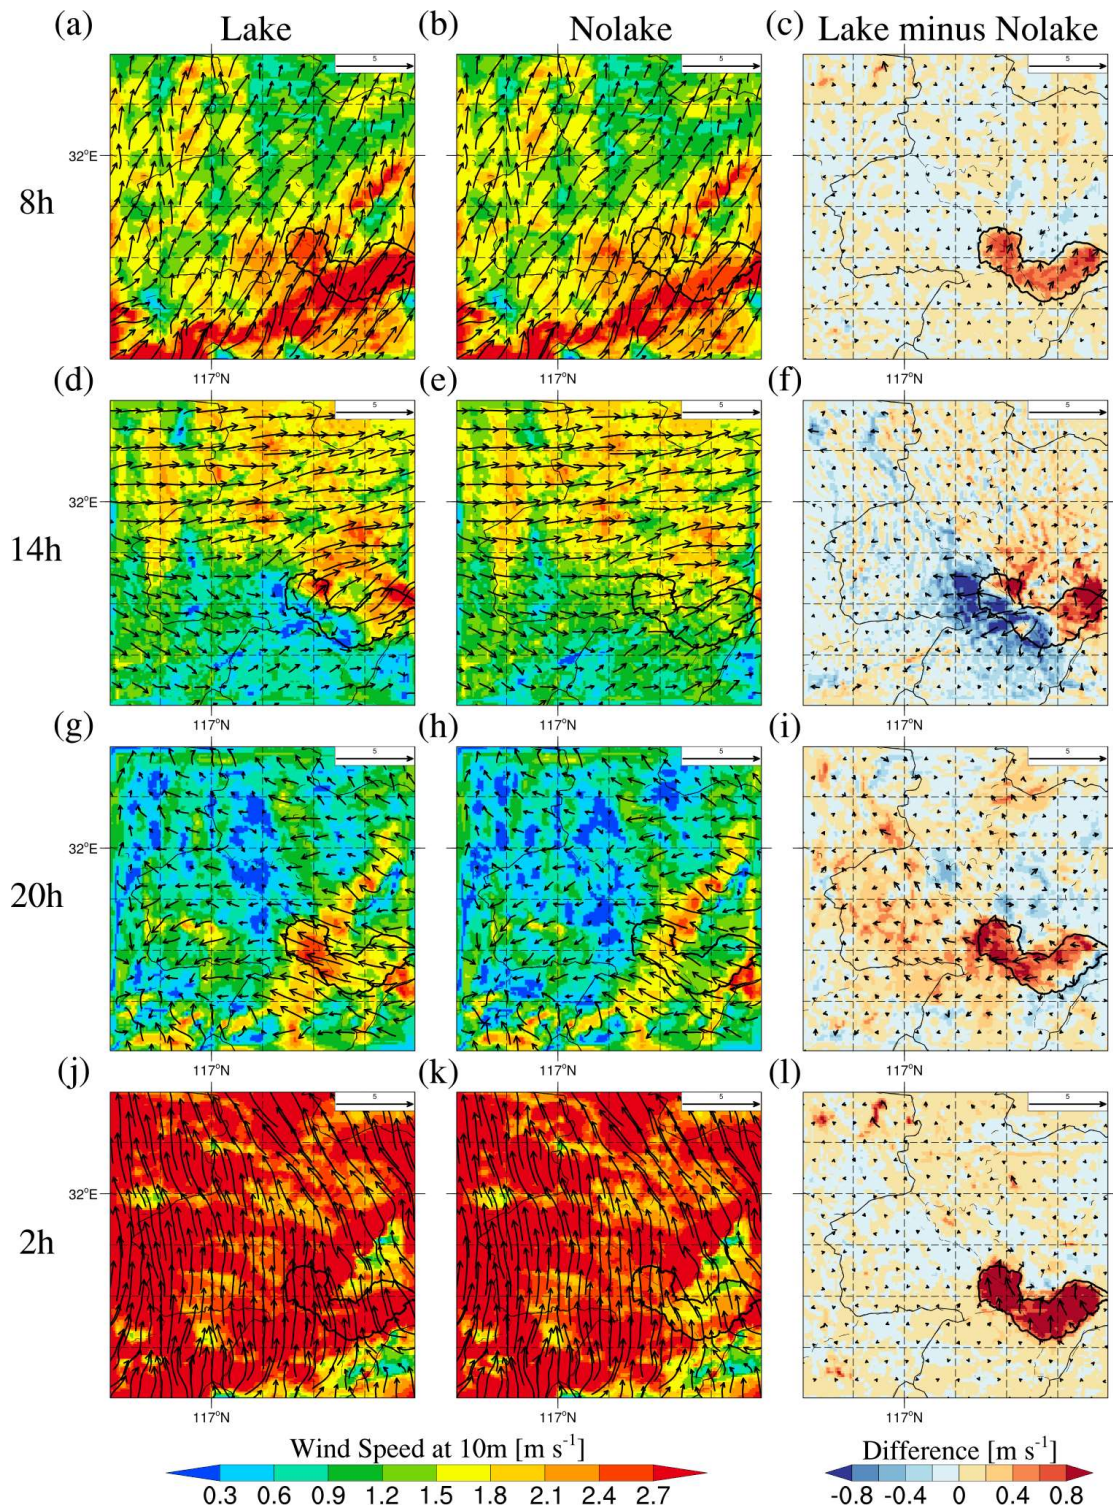 (a) Lake (b) Nolake (c) Lake minus Nolake
5 5 5
32°E
8h
117°N 117°N 117°N
(d) (e) (f)
5 5 5
32°E
14h
117°N 117°N 117°N
(g) (h) (i)
5 5 5
32°E
20h
117°N 117°N 117°N
(j) (k) (l)
5 5 5
32°E
2h
117°N 117°N 117°N
Wind Speed at 10m [m s⁻¹] Difference [m s⁻¹]
0.3 0.6 0.9 1.2 1.5 1.8 2.1 2.4 2.7 -0.8 -0.4 0 0.4 0.8